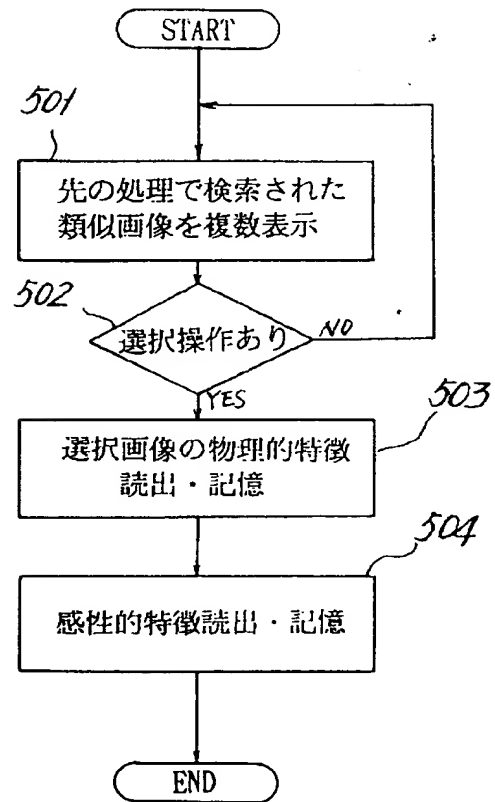 START
501
先の処理で検索された
類似画像を複数表示
502
選択操作あり
NO
YES
503
選択画像の物理的特徴
読出・記憶
504
感性的特徴読出・記憶
END